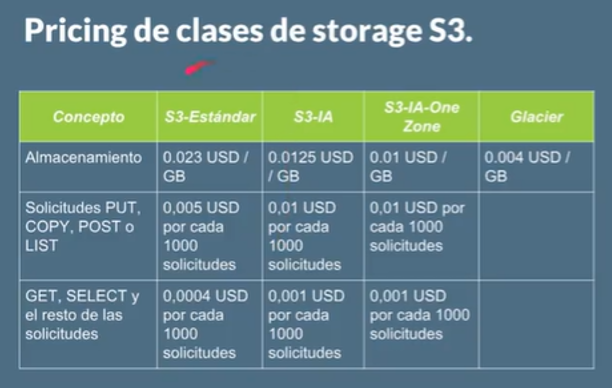 Pricing de clases de storage S3.
Concepto
S3-Estándar
S3-IA
S3-IA-One
Zone
Glacier
Almacenamiento
0.023 USD /
GB
0.0125 USD
/ GB
0.01 USD /
GB
0.004 USD /
GB
Solicitudes PUT,
COPY, POST o
LIST
0,005 USD
por cada
1000
solicitudes
0,01 USD
por cada
1000
solicitudes
0,01 USD por
cada 1000
solicitudes
GET, SELECT y
el resto de las
solicitudes
0,0004 USD
por cada
1000
solicitudes
0,001 USD
por cada
1000
solicitudes
0,001 USD
por cada 1000
solicitudes